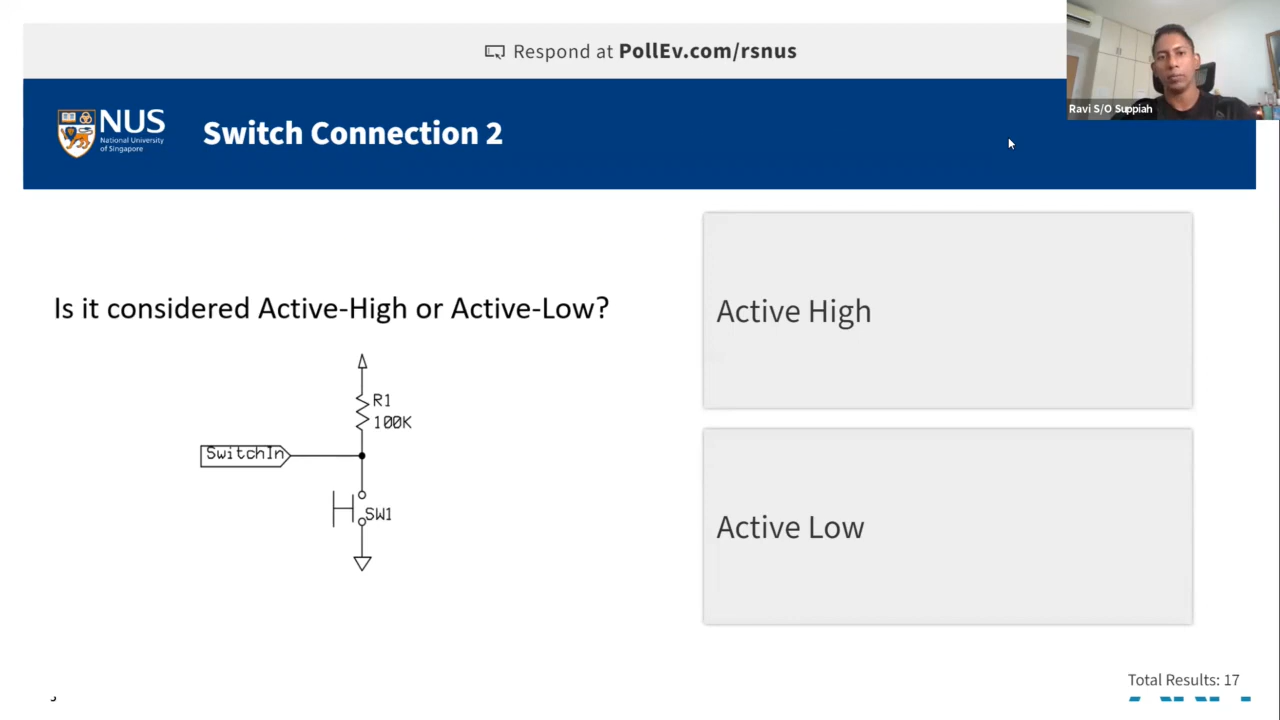 Respond at PollEv.com/rsnus
Ravi S/O Suppiah
NUS
National University
of Singapore
Switch Connection 2
Is it considered Active-High or Active-Low?
R1
100K
SwitchIn
SW1
Active High
Active Low
Total Results: 17